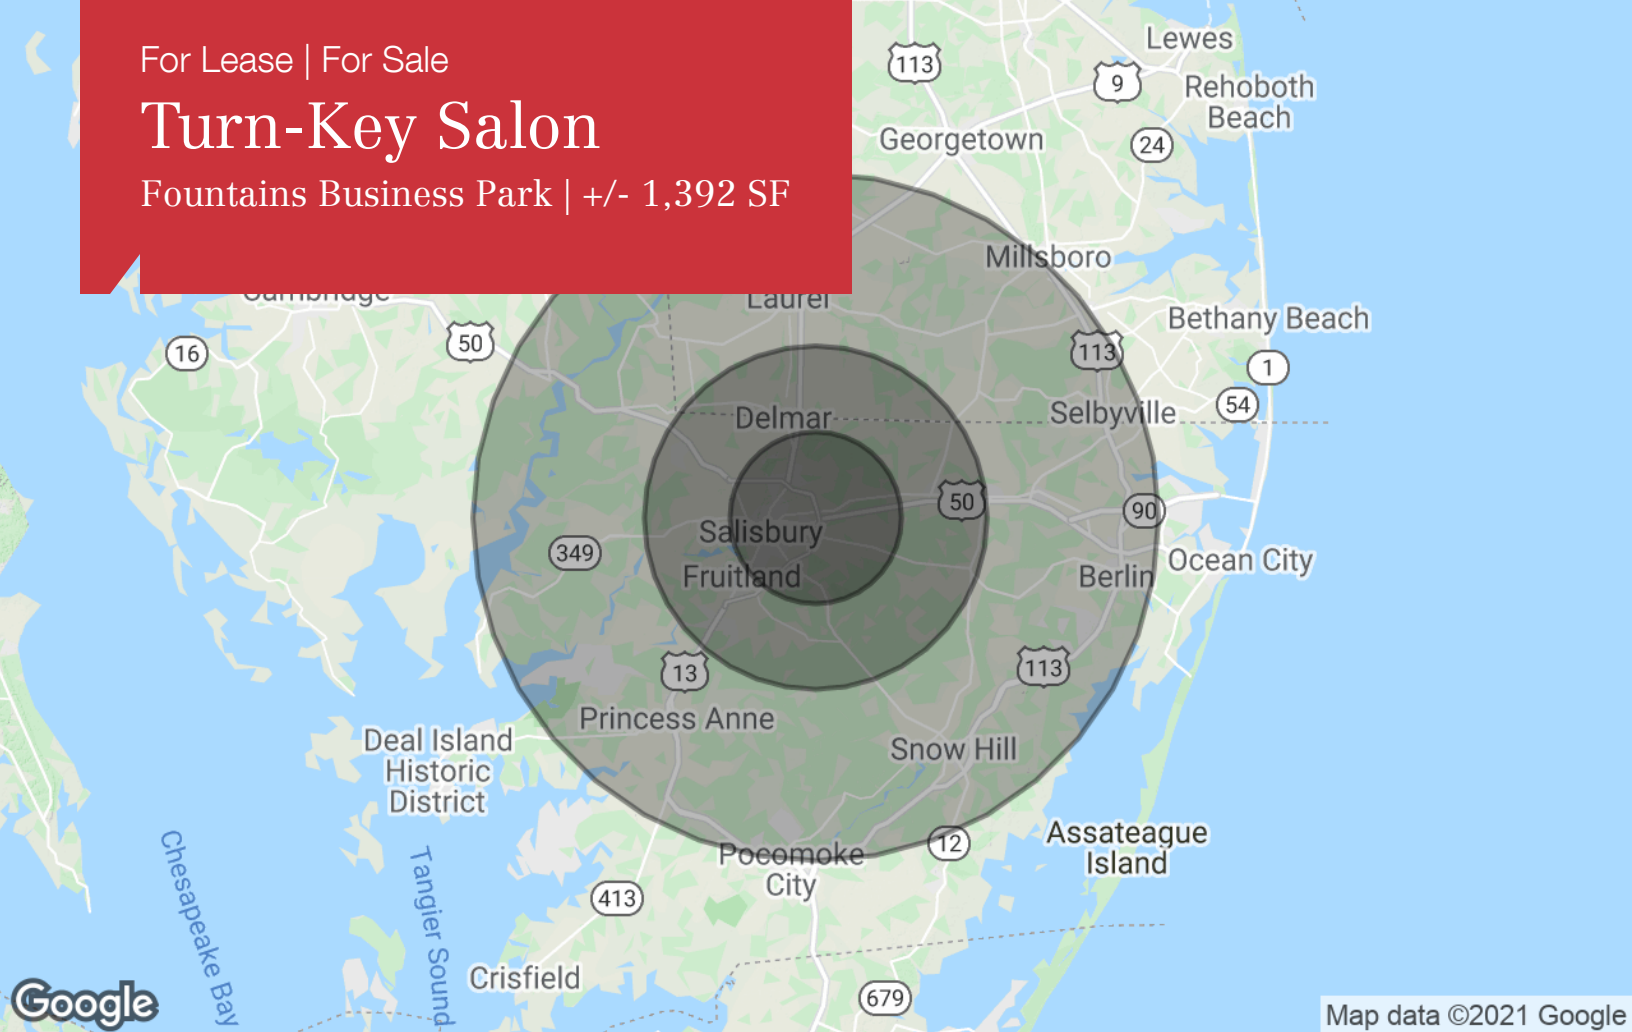 For Lease | For Sale
Turn-Key Salon
Fountains Business Park | +/- 1,392 SF
Lewes
113
9
Rehoboth
Beach
Georgetown
24
Millsboro
Cambridge
Laurel
Bethany Beach
50
16
113
1
54
Delmar
Selbyville
50
90
Salisbury
349
Ocean City
Fruitland
Berlin
13
113
Princess Anne
Deal Island
Historic
District
Snow Hill
Assateague
Island
12
Pocomoke
City
413
Chesapeake Bay
Tangier Sound
Crisfield
679
Google
Map data ©2021 Google